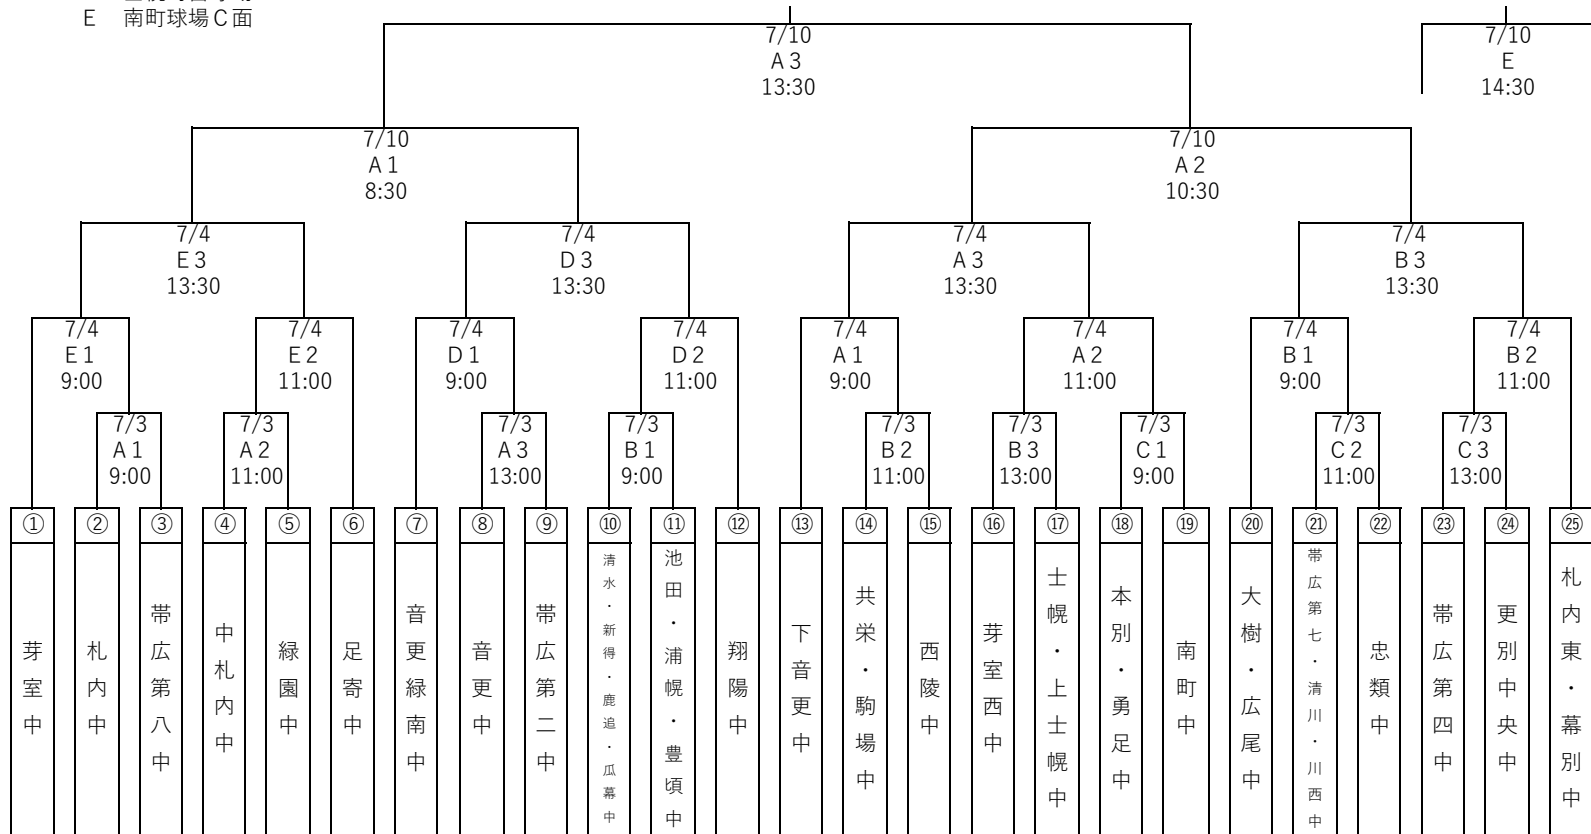 E 南町球場C面
7/10
A3
13:30
7/10
E
14:30
7/10
A1
8:30
7/10
A2
10:30
7/4
E3
13:30
7/4
D3
13:30
7/4
A3
13:30
7/4
B3
13:30
7/4
E1
9:00
7/4
E2
11:00
7/4
D1
9:00
7/4
D2
11:00
7/4
A1
9:00
7/4
A2
11:00
7/4
B1
9:00
7/4
B2
11:00
7/3
A1
9:00
7/3
A2
11:00
7/3
A3
13:00
7/3
B1
9:00
7/3
B2
11:00
7/3
B3
13:00
7/3
C1
9:00
7/3
C2
11:00
7/3
C3
13:00
① 芽室中
② 札内中
③ 帯広第八中
④ 中札内中
⑤ 緑園中
⑥ 足寄中
⑦ 音更緑南中
⑧ 音更中
⑨ 帯広第二中
⑩ 清水・新得・鹿追・瓜幕中
⑪ 池田・浦幌・豊頃中
⑫ 翔陽中
⑬ 下音更中
⑭ 共栄・駒場中
⑮ 西陵中
⑯ 芽室西中
⑰ 士幌・上士幌中
⑱ 本別・勇足中
⑲ 南町中
⑳ 大樹・広尾中
㉑ 帯広第七・清川・川西中
㉒ 忠類中
㉓ 帯広第四中
㉔ 更別中央中
㉕ 札内東・幕別中